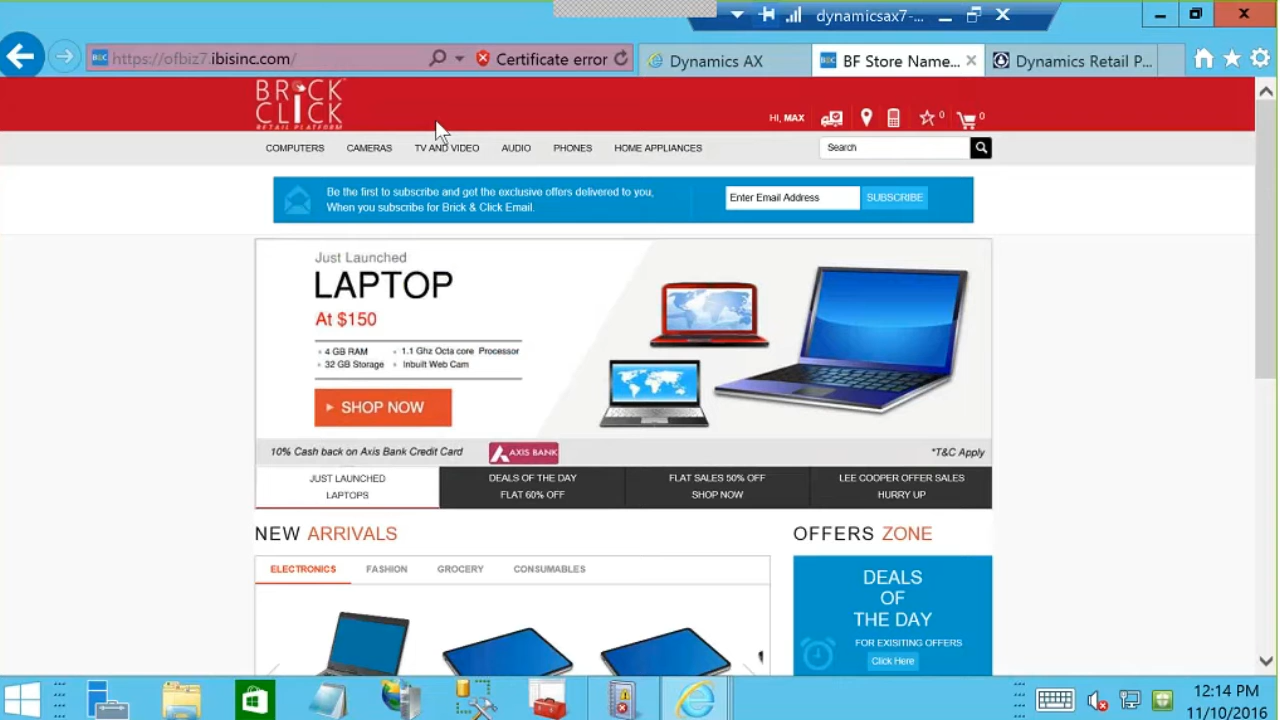 dynamicsax7-...
https://ofbiz7.ibisinc.com/
Certificate error
Dynamics AX
BF Store Name...
Dynamics Retail P...
BRICK
CLICK
RETAIL PLATFORM
HI, MAX
0
0
COMPUTERS
CAMERAS
TV AND VIDEO
AUDIO
PHONES
HOME APPLIANCES
Search
Be the first to subscribe and get the exclusive offers delivered to you,
When you subscribe for Brick & Click Email.
Enter Email Address
SUBSCRIBE
Just Launched
LAPTOP
At $150
4 GB RAM
1.1 Ghz Octa core Processor
32 GB Storage
Inbuilt Web Cam
SHOP NOW
10% Cash back on Axis Bank Credit Card
AXIS BANK
*T&C Apply
JUST LAUNCHED
LAPTOPS
DEALS OF THE DAY
FLAT 60% OFF
FLAT SALES 50% OFF
SHOP NOW
LEE COOPER OFFER SALES
HURRY UP
NEW ARRIVALS
OFFERS ZONE
ELECTRONICS
FASHION
GROCERY
CONSUMABLES
DEALS
OF
THE DAY
FOR EXISITING OFFERS
Click Here
12:14 PM
11/10/2016